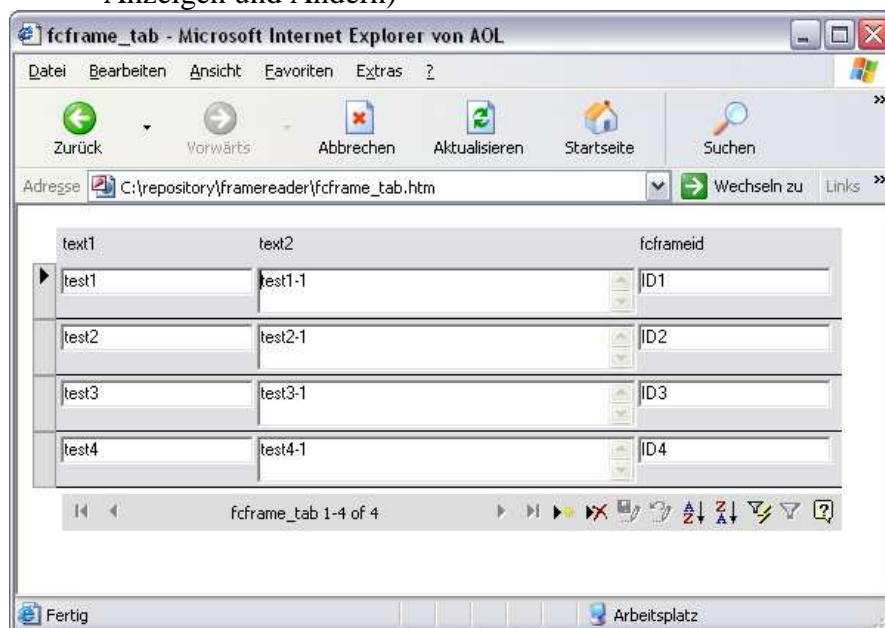 Anzeigen und Ändern)
fcframe_tab - Microsoft Internet Explorer von AOL
Datei Bearbeiten Ansicht Favoriten Extras ?
Zurück Vorwärts Abbrechen Aktualisieren Startseite Suchen »
Adresse C:\repository\framereader\fcframe_tab.htm Wechseln zu Links »
text1 text2 fcframeid
test1 test1-1 ID1
test2 test2-1 ID2
test3 test3-1 ID3
test4 test4-1 ID4
fcframe_tab 1-4 of 4
Fertig Arbeitsplatz